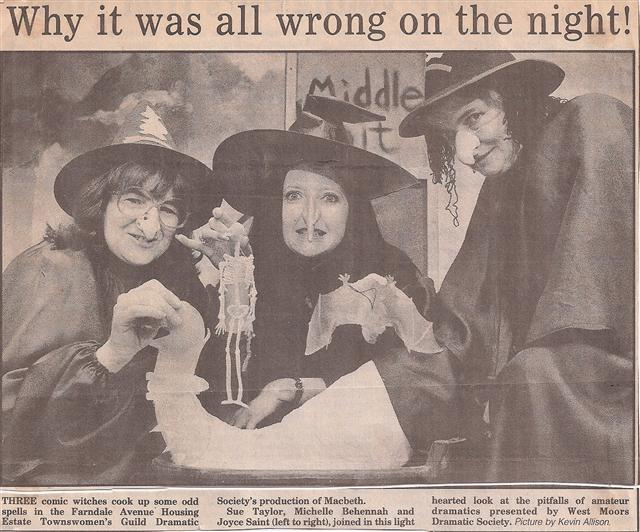 Why it was all wrong on the night!
Middle
THREE comic witches cook up some odd
spells in the Farndale Avenue Housing
Estate Townswomen's Guild Dramatic
Society's production of Macbeth.
Sue Taylor, Michelle Behennah and
Joyce Saint (left to right), joined in this light
hearted look at the pitfalls of amateur
dramatics presented by West Moors
Dramatic Society. Picture by Kevin Allison.